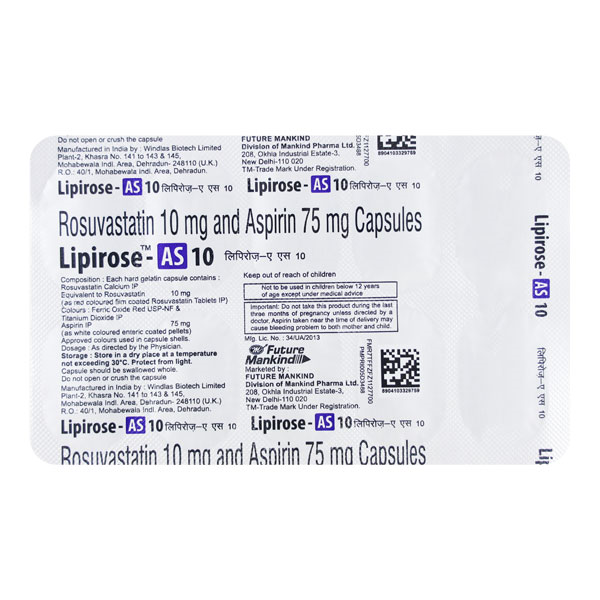 Do not open or crush the capsule
Manufactured in India by : Windlas Biotech Limited
Plant-2, Khasra No. 141 to 143 & 145,
Mohabewala Indl. Area, Dehradun- 248110 (U.K.)
R.O.: 40/1, Mohabewala Indl. Area, Dehradun.
FUTURE MANKIND
Division of Mankind Pharma Ltd.
208, Okhla Industrial Estate-3,
New Delhi-110 020
TM-Trade Mark Under Registration.
8904103329789
Lipirose-AS 10 लिपिरोज-ए एस 10
Lipirose-AS 10 लिपिरोज-ए एस 10
Rosuvastatin 10 mg and Aspirin 75 mg Capsules
Lipirose™-AS 10 लिपिरोज-ए एस 10
Composition : Each hard gelatin capsule contains :
Rosuvastatin Calcium IP
Equivalent to Rosuvastatin 10 mg
(as red coloured film coated Rosuvastatin Tablets IP)
Colours : Ferric Oxide Red USP-NF &
Titanium Dioxide IP
Aspirin IP 75 mg
(as white coloured enteric coated pellets)
Approved colours used in capsule shells.
Dosage : As directed by the Physician.
Storage : Store in a dry place at a temperature
not exceeding 30°C. Protect from light.
Capsule should be swallowed whole.
Do not open or crush the capsule
Manufactured in India by : Windlas Biotech Limited
Plant-2, Khasra No. 141 to 143 & 145,
Mohabewala Indl. Area, Dehradun- 248110 (U.K.)
R.O.: 40/1, Mohabewala Indl. Area, Dehradun.
Keep out of reach of children
Not to be used in children below 12 years
of age except under medical advice
Important: Do not take this product during the last
three months of pregnancy unless directed by a
doctor. Aspirin taken near the time of delivery may
cause bleeding problem to both mother and child.
Mfg. Lic. No. : 34/UA/2013
Future
Mankind
Marketed by :
FUTURE MANKIND
Division of Mankind Pharma Ltd.
208, Okhla Industrial Estate-3,
New Delhi-110 020
TM-Trade Mark Under Registration.
Lipirose-AS 10 लिपिरोज-ए एस 10
Lipirose-AS 10 लिपिरोज-ए एस 10
Rosuvastatin 10 mg and Aspirin 75 mg Capsules
Lipirose-AS 10
लिपिरोज-ए एस 10